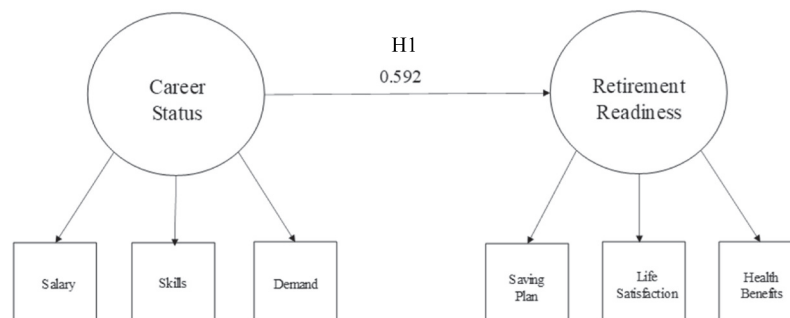 H1
0.592
Career
Status
Retirement
Readiness
Salary
Skills
Demand
Saving
Plan
Life
Satisfaction
Health
Benefits